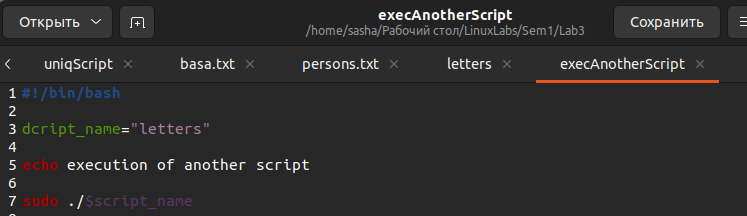 Открыть
execAnotherScript
/home/sasha/Рабочий стол/LinuxLabs/Sem1/Lab3
Сохранить
uniqScript × basa.txt × persons.txt × letters × execAnotherScript ×
1 #!/bin/bash
2
3 dcript_name="letters"
4
5 echo execution of another script
6
7 sudo ./$script_name